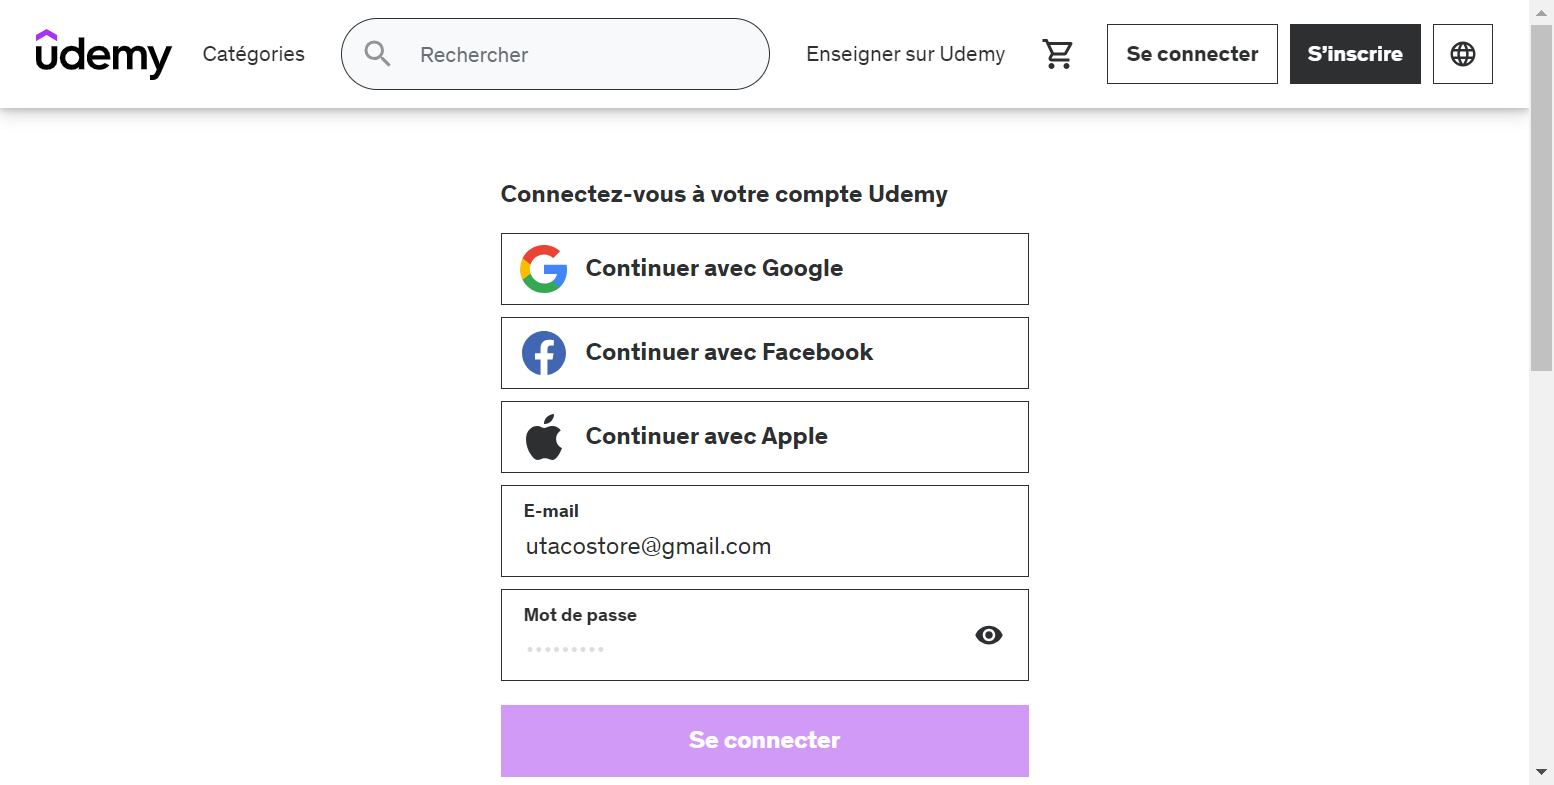 udemy
Catégories
Rechercher
Enseigner sur Udemy
Se connecter
S'inscrire
Connectez-vous à votre compte Udemy
Continuer avec Google
Continuer avec Facebook
Continuer avec Apple
E-mail
utacostore@gmail.com
Mot de passe
•••••••••
Se connecter